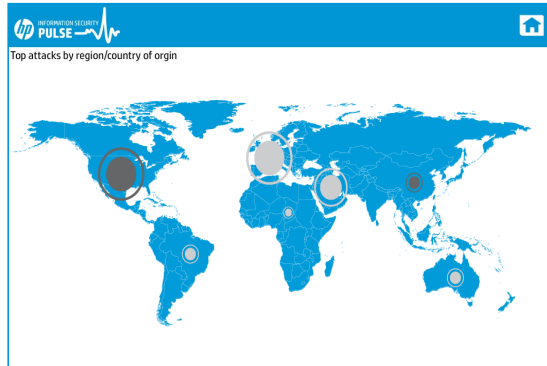 hp INFORMATION SECURITY
PULSE
Top attacks by region/country of orgin